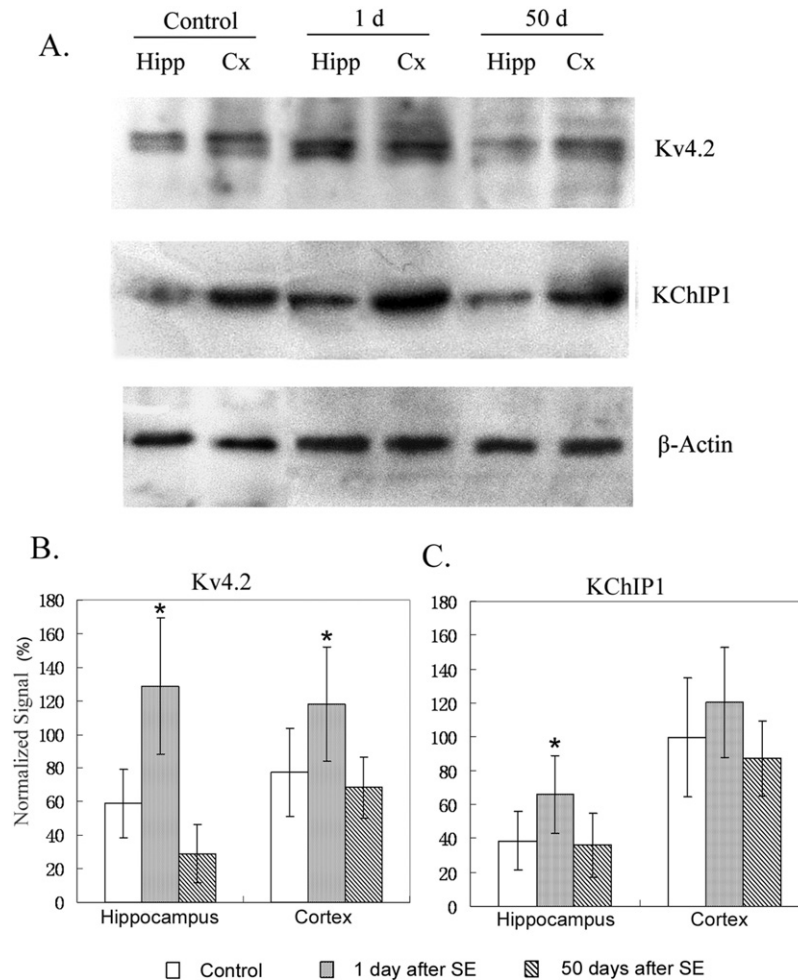 Control 1 d 50 d
A.
Hipp Cx Hipp Cx Hipp Cx
Kv4.2
KChIP1
β-Actin
B.
Kv4.2
180
160
140
120
100
80
60
40
20
0
Normalized Signal (%)
*
*
Hippocampus Cortex
C.
KChIP1
180
160
140
120
100
80
60
40
20
0
*
Hippocampus Cortex
Control 1 day after SE 50 days after SE